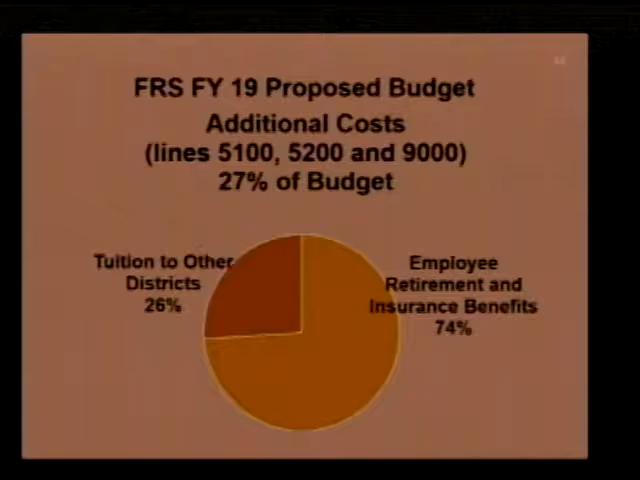 FRS FY 19 Proposed Budget
Additional Costs
(lines 5100, 5200 and 9000)
27% of Budget
Tuition to Other
Districts
26%
Employee
Retirement and
Insurance Benefits
74%